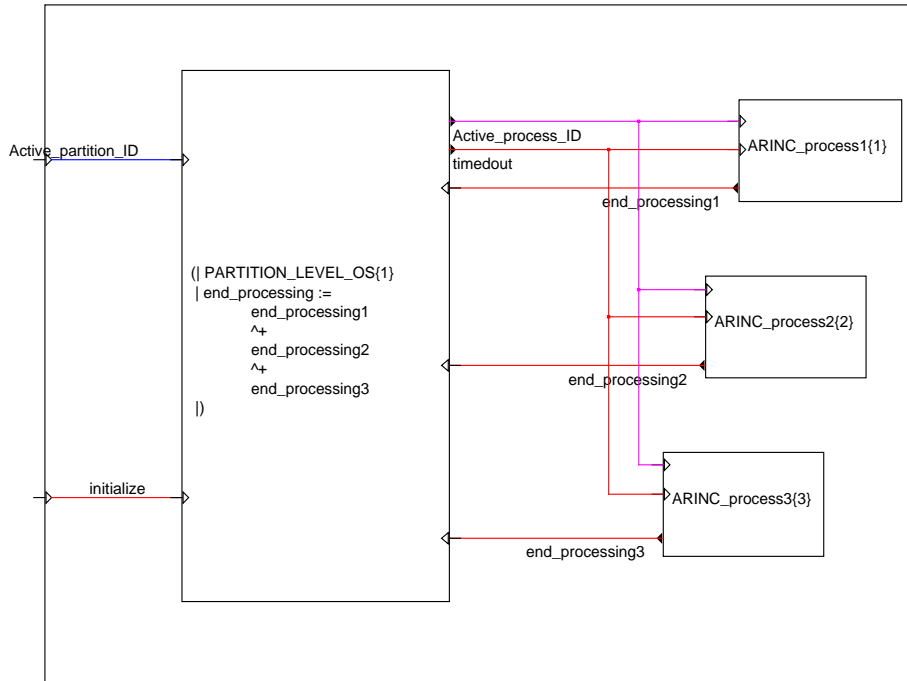 Active_process_ID
ARINC_process1{1}
Active_partition_ID
timedout
end_processing1
(| PARTITION_LEVEL_OS{1}
| end_processing :=
end_processing1
^+
end_processing2
^+
end_processing3
|)
ARINC_process2{2}
end_processing2
initialize
ARINC_process3{3}
end_processing3